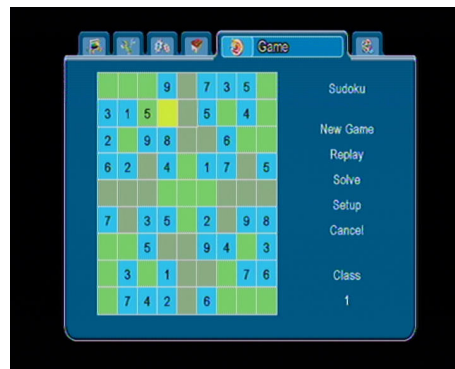 Game
9 7 3 5
Sudoku
3 1 5 5 4
New Game
2 9 8 6
Replay
6 2 4 1 7 5
Solve
Setup
7 3 5 2 9 8
Cancel
5 9 4 3
3 1 7 6
Class
7 4 2 6
1